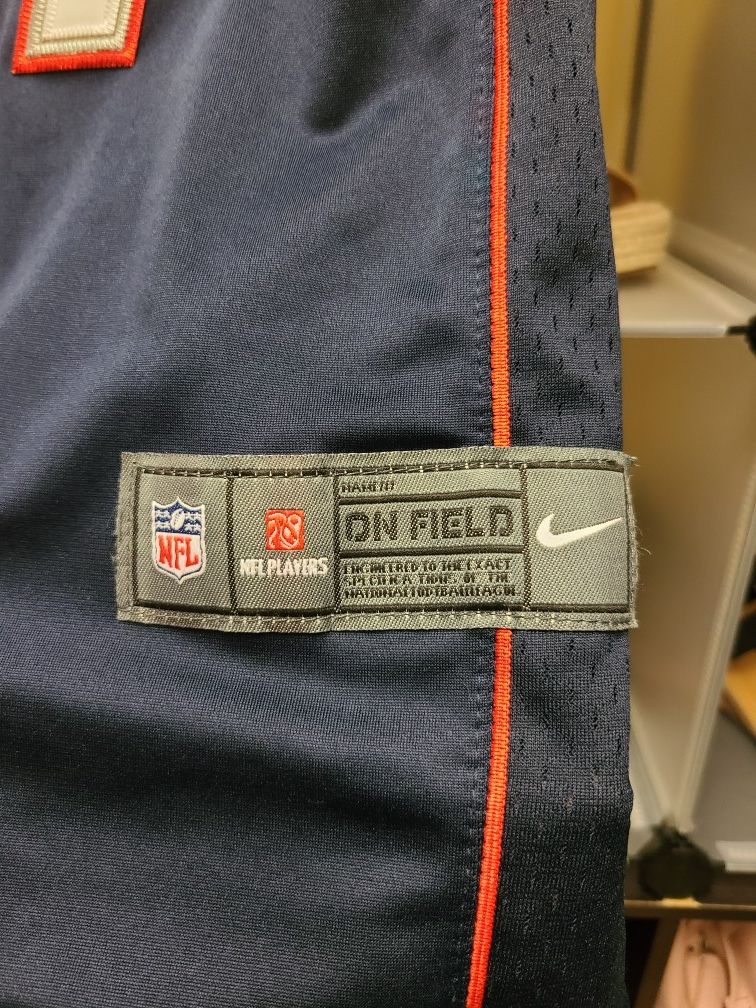 NFL
NFL PLAYERS
ON FIELD
ENGINEERED TO THE EXACT
SPECIFICATIONS OF THE
NATIONAL FOOTBALL LEAGUE